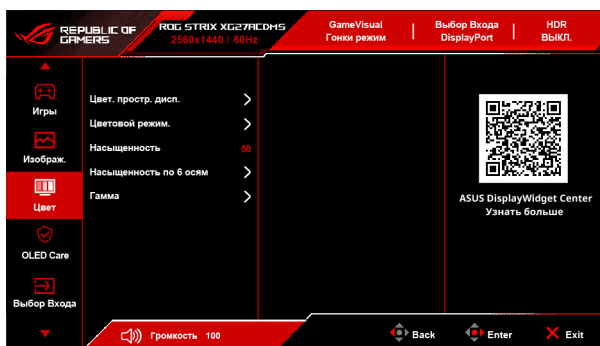 REPUBLIC OF
GAMERS
ROG STRIX XG27ACDMS
2560x1440 | 60Hz
GameVisual
Гонки режим
Выбор Входа
DisplayPort
HDR
ВЫКЛ.
Игры
Изображ.
Цвет
OLED Care
Выбор Входа
Цвет. простр. дисп.
Цветовой режим.
Насыщенность 50
Насыщенность по 6 осям
Гамма
ASUS DisplayWidget Center
Узнать больше
Громкость 100
Back
Enter
Exit